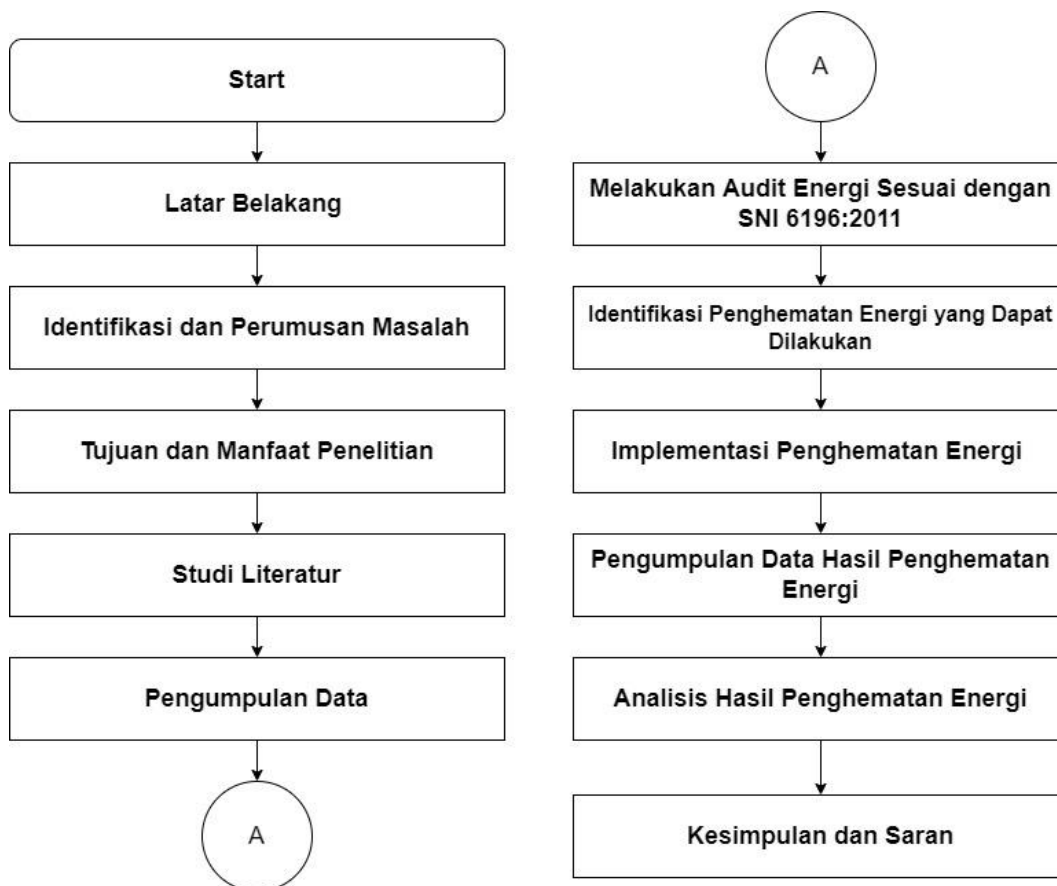 Start
Latar Belakang
Identifikasi dan Perumusan Masalah
Tujuan dan Manfaat Penelitian
Studi Literatur
Pengumpulan Data
A
A
Melakukan Audit Energi Sesuai dengan
SNI 6196:2011
Identifikasi Penghematan Energi yang Dapat
Dilakukan
Implementasi Penghematan Energi
Pengumpulan Data Hasil Penghematan
Energi
Analisis Hasil Penghematan Energi
Kesimpulan dan Saran